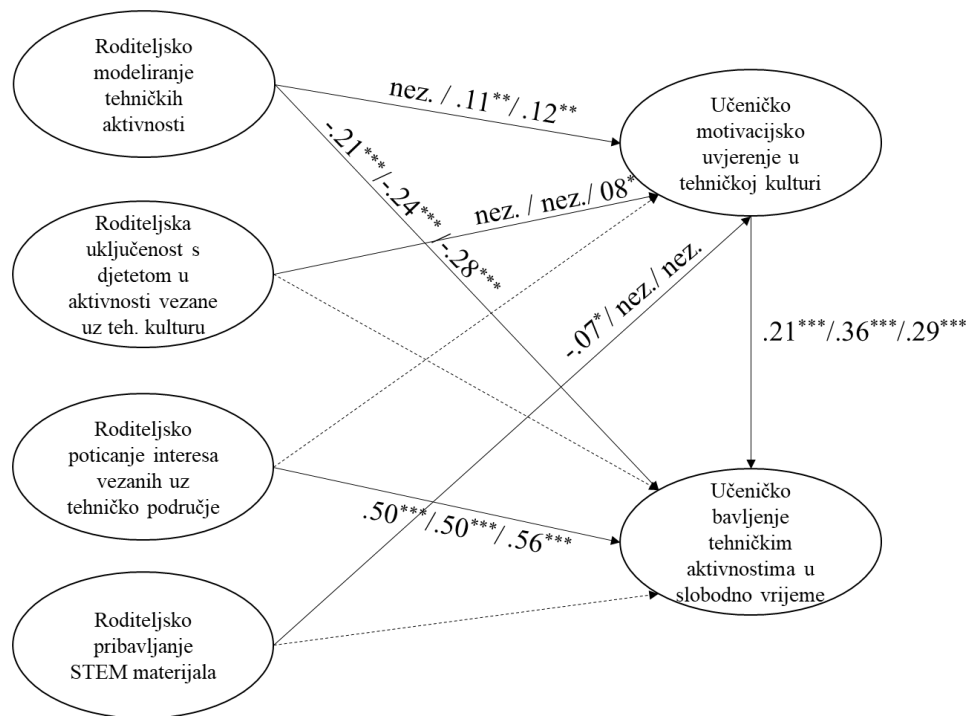 Roditeljsko
modeliranje
tehničkih
aktivnosti
nez. / .11**/ .12**
Učeničko
motivacijsko
uvjerenje u
tehničkoj kulturi
-.21***/-.24***/-.28***
nez. / nez./ 08*
Roditeljska
uključenost s
djetetom u
aktivnosti vezane
uz teh. kulturu
-.07*/ nez./ nez.
.21***/.36***/.29***
Roditeljsko
poticanje interesa
vezanih uz
tehničko područje
.50***/.50***/.56***
Učeničko
bavljenje
tehničkim
aktivnostima u
slobodno vrijeme
Roditeljsko
pribavljanje
STEM materijala